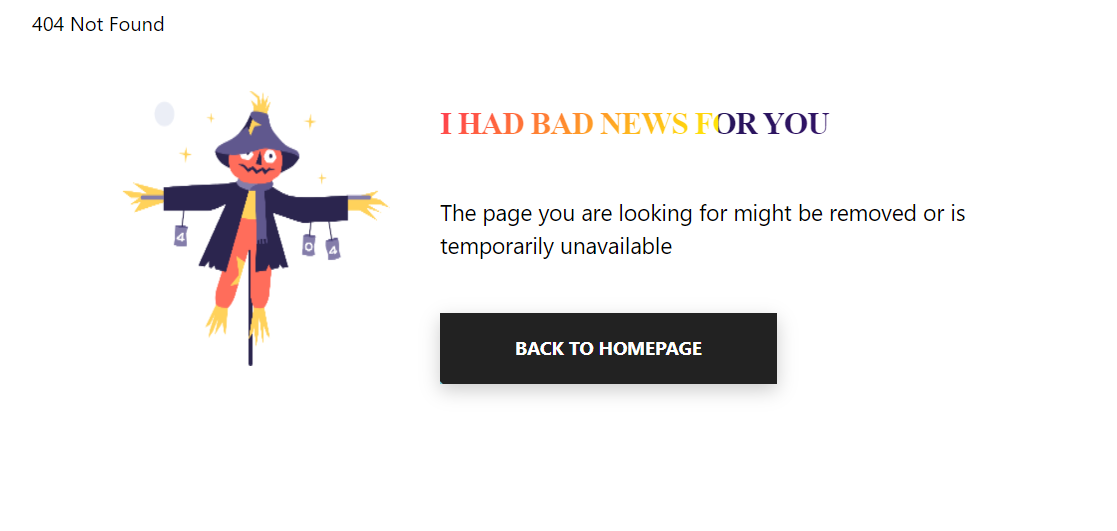 404 Not Found
I HAD BAD NEWS FOR YOU
The page you are looking for might be removed or is
temporarily unavailable
4
0 4
BACK TO HOMEPAGE